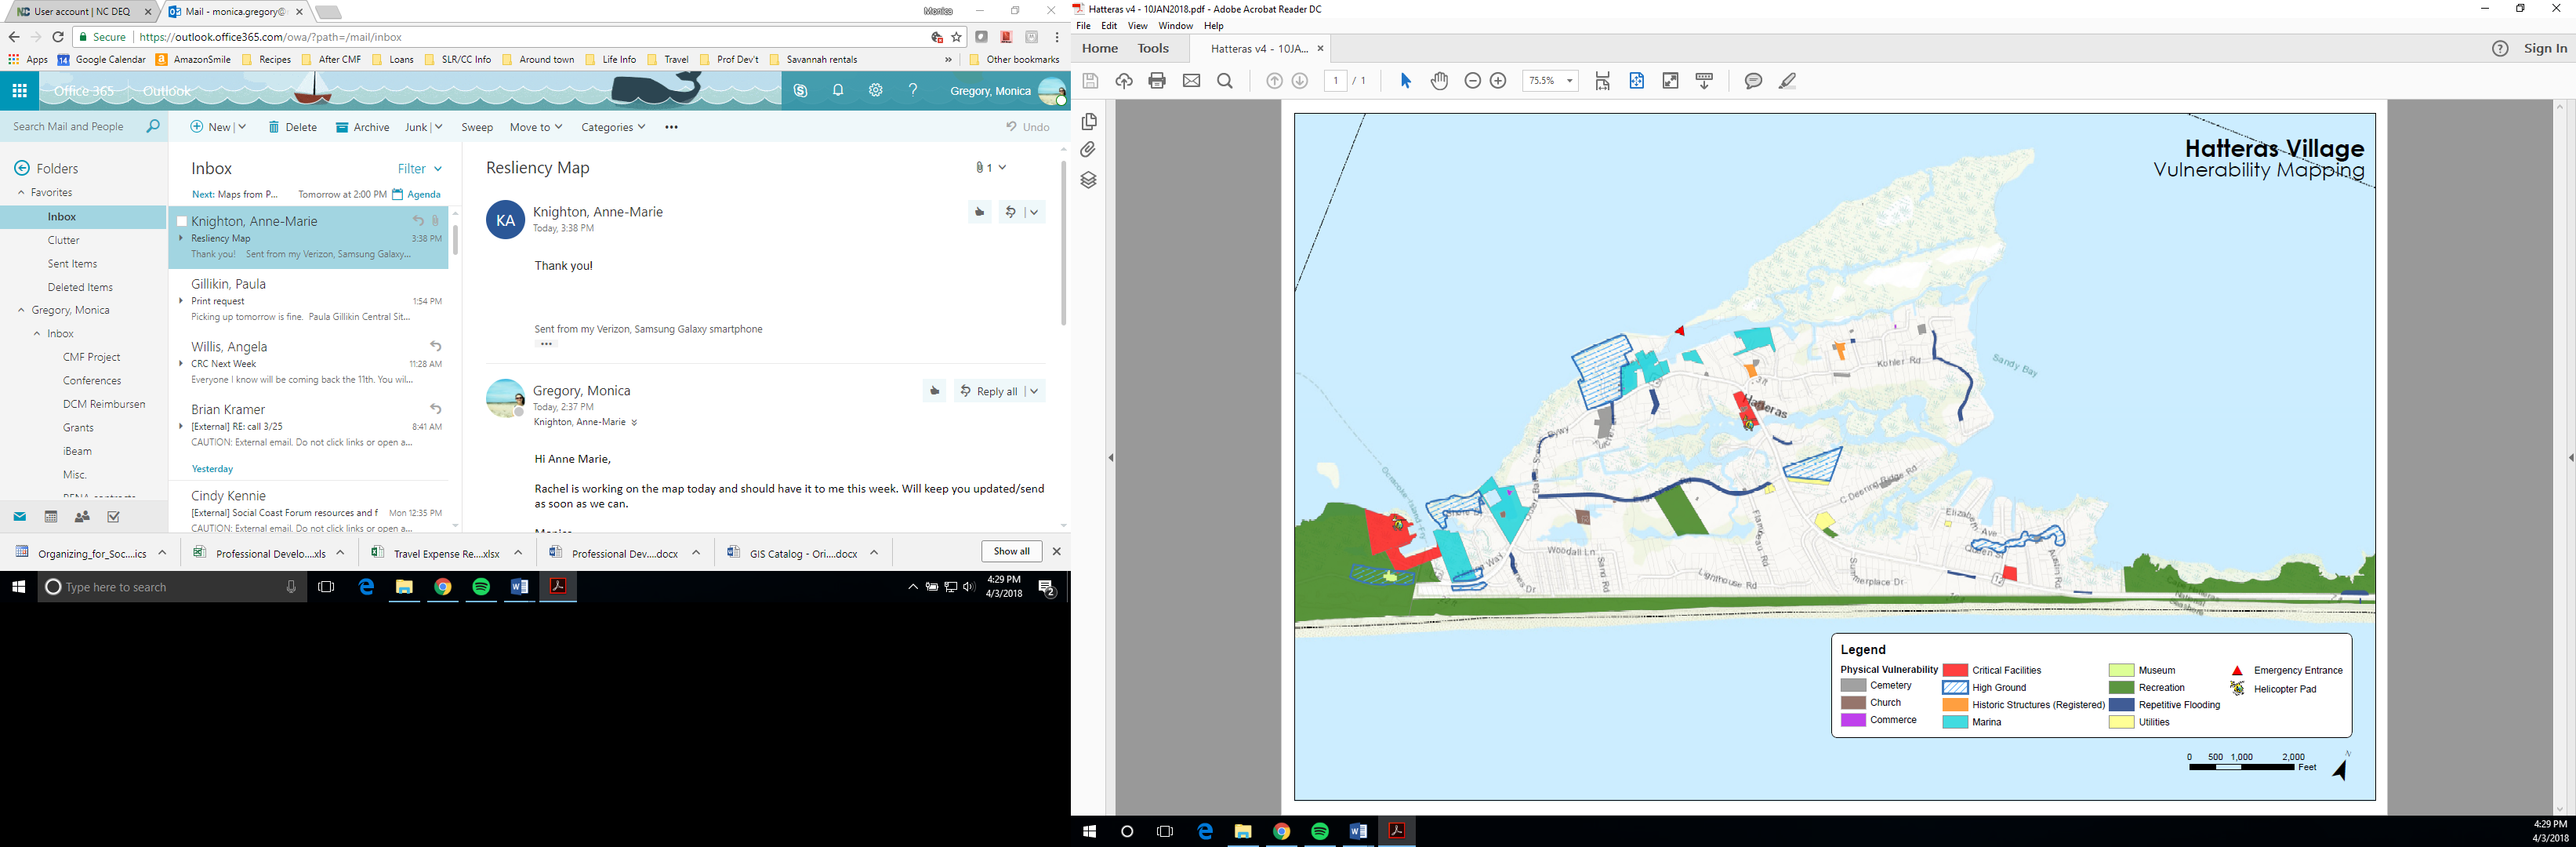 User account | NC DEQ
Mail - monica.gregory@
Monica
Secure
https://outlook.office365.com/owa/?path=/mail/inbox
Apps
Google Calendar
AmazonSmile
Recipes
After CMF
Loans
SLR/CC Info
Around town
Life Info
Travel
Prof Dev't
Savannah rentals
»
Other bookmarks
Office 365
Outlook
Gregory, Monica
Search Mail and People
New
Delete
Archive
Junk
Sweep
Move to
Categories
Undo
Folders
Favorites
Inbox
Clutter
Sent Items
Deleted Items
Gregory, Monica
Inbox
CMF Project
Conferences
DCM Reimbursen
Grants
iBeam
Misc.
Inbox
Filter
Next: Maps from P...
Tomorrow at 2:00 PM
Agenda
Knighton, Anne-Marie
Resliency Map
3:38 PM
Thank you! Sent from my Verizon, Samsung Galaxy...
Gillikin, Paula
Print request
1:54 PM
Picking up tomorrow is fine. Paula Gillikin Central Sit...
Willis, Angela
CRC Next Week
11:28 AM
Everyone I know will be coming back the 11th. You wil...
Brian Kramer
[External] RE: call 3/25
8:41 AM
CAUTION: External email. Do not click links or open a...
Yesterday
Cindy Kennie
[External] Social Coast Forum resources and f
Mon 12:35 PM
CAUTION: External email. Do not click links or open a...
Resliency Map
1
KA
Knighton, Anne-Marie
Today, 3:38 PM
Thank you!
Sent from my Verizon, Samsung Galaxy smartphone
Gregory, Monica
Today, 2:37 PM
Knighton, Anne-Marie
Reply all
Hi Anne Marie,
Rachel is working on the map today and should have it to me this week. Will keep you updated/send
as soon as we can.
Organizing_for_Soc....ics
Professional Develo....xls
Travel Expense Re....xlsx
Professional Dev....docx
GIS Catalog - Ori....docx
Show all
Type here to search
4:29 PM
4/3/2018
2
Hatteras v4 - 10JAN2018.pdf - Adobe Acrobat Reader DC
File
Edit
View
Window
Help
Home
Tools
Hatteras v4 - 10JA...
Sign In
1
/ 1
75.5%
Hatteras Village
Vulnerability Mapping
Sandy Bay
Kohler Rd
Hatteras
C Deering Ridge Rd
Elizabeth Ave
Austin Rd
Flambeau Rd
Woodall Ln
Sand Rd
Lighthouse Rd
Summerplace Dr
Legend
Physical Vulnerability
Cemetery
Church
Commerce
Critical Facilities
High Ground
Historic Structures (Registered)
Marina
Museum
Recreation
Repetitive Flooding
Utilities
Emergency Entrance
Helicopter Pad
0 500 1,000 2,000
Feet
N
4:29 PM
4/3/2018